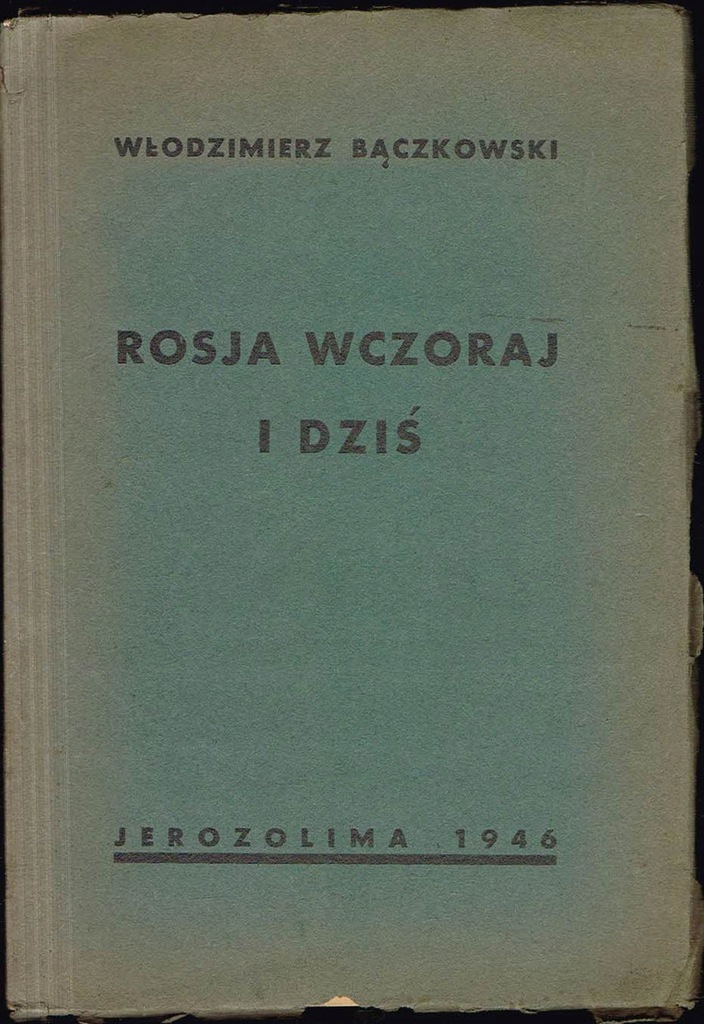 WŁODZIMIERZ BĄCZKOWSKI
ROSJA WCZORAJ
I DZIŚ
JEROZOLIMA 1946